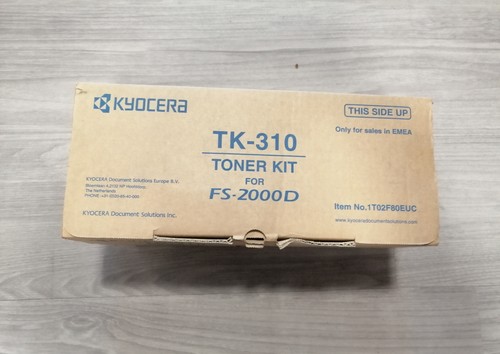 KYOCERA
THIS SIDE UP
Only for sales in EMEA
TK-310
TONER KIT
FOR
FS-2000D
KYOCERA Document Solutions Europe B.V.
The Netherlands
KYOCERA Document Solutions Inc.
Item No.1T02F80EUC
www.kyoceradocumentsolutions.com